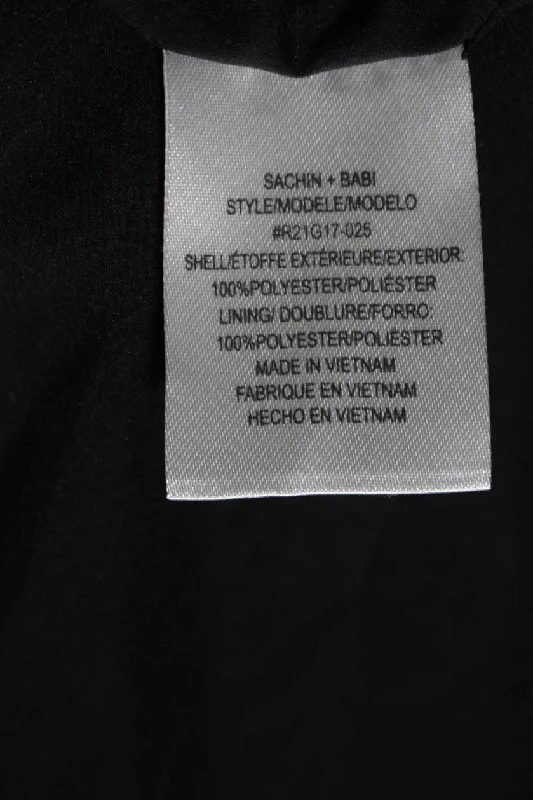 SACHIN + BABI
STYLE/MODELE/MODELO
#R21G17-025
SHELL/ÉTOFFE EXTÉRIEURE/EXTERIOR:
100%POLYESTER/POLIÉSTER
LINING/ DOUBLURE/FORRO:
100%POLYESTER/POLIÉSTER
MADE IN VIETNAM
FABRIQUE EN VIETNAM
HECHO EN VIETNAM